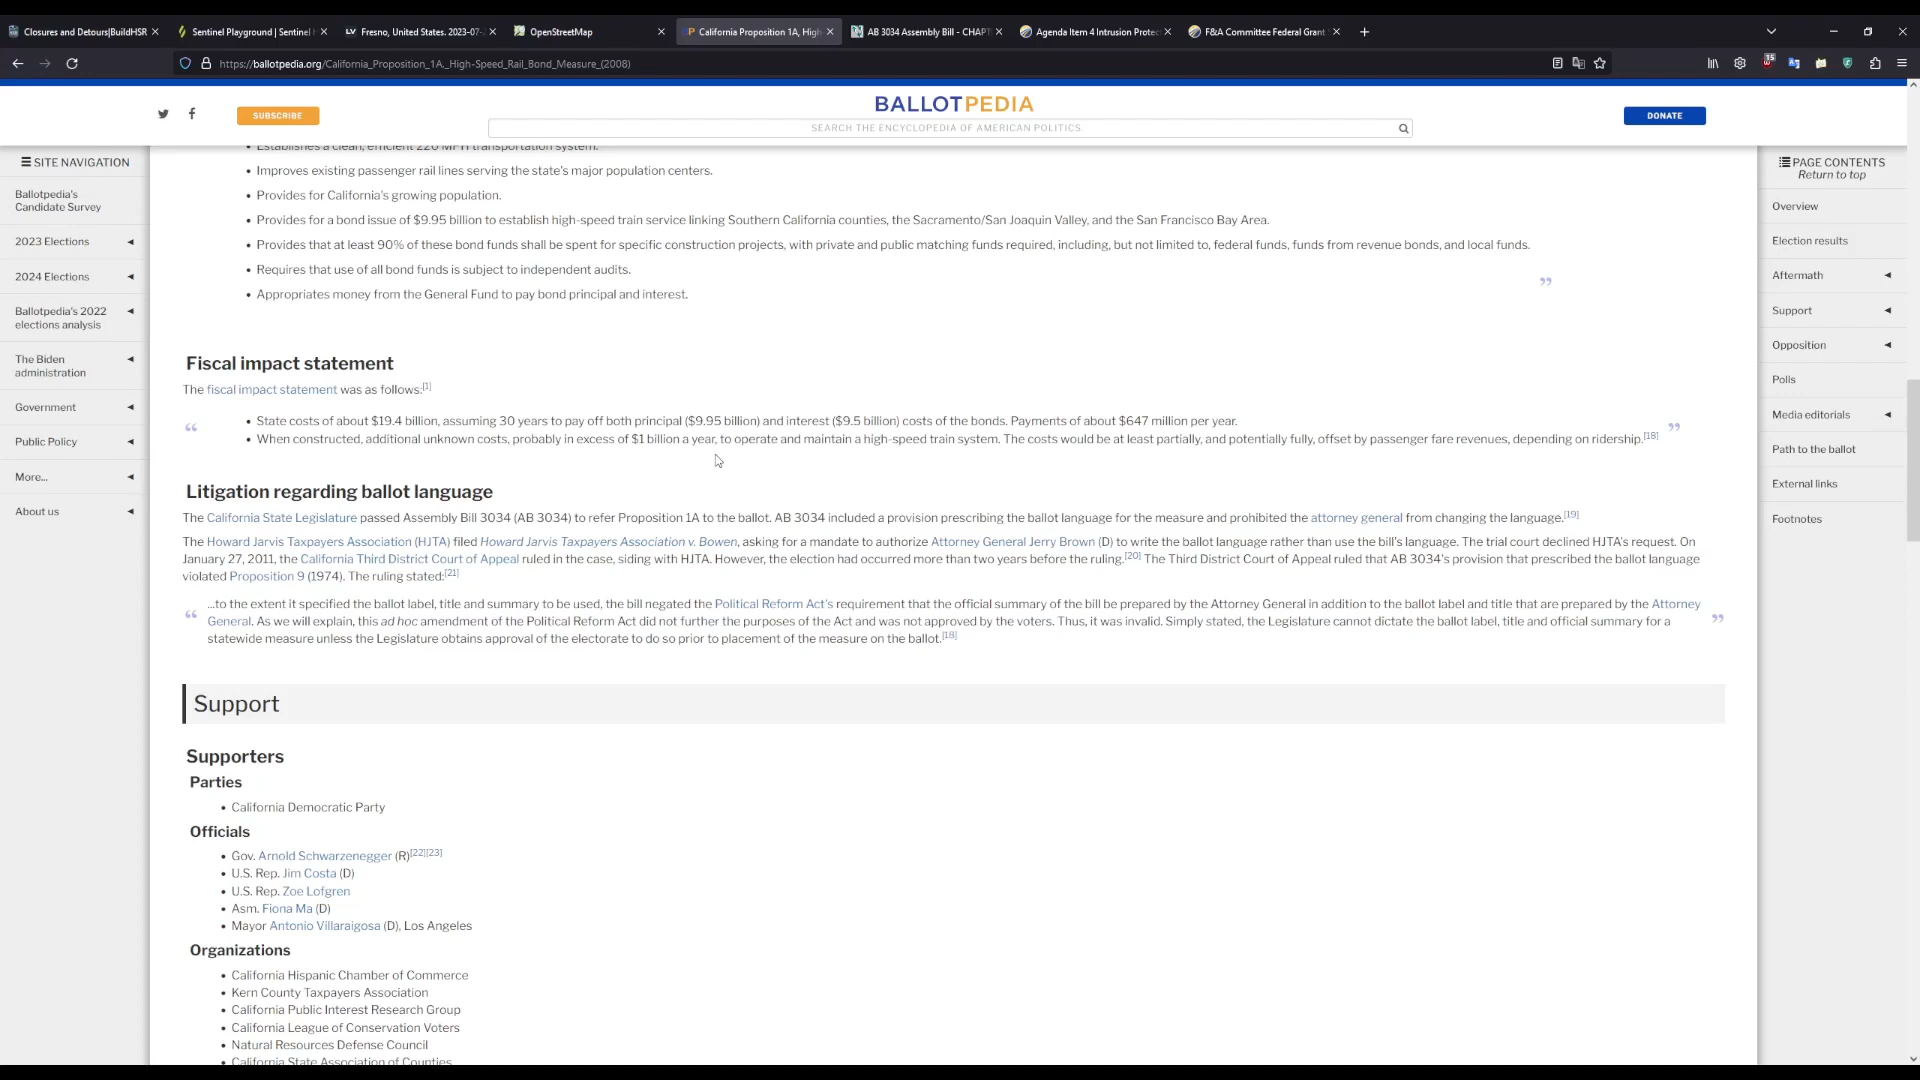 Closures and Detours|BuildHSR
Sentinel Playground | Sentinel H
Fresno, United States. 2023-07-
OpenStreetMap
California Proposition 1A, High-
AB 3034 Assembly Bill - CHAPT
Agenda Item 4 Intrusion Protec
F&A Committee Federal Grant
https://ballotpedia.org/California_Proposition_1A,_High-Speed_Rail_Bond_Measure_(2008)
15
SUBSCRIBE
BALLOTPEDIA
SEARCH THE ENCYCLOPEDIA OF AMERICAN POLITICS
DONATE
SITE NAVIGATION
Ballotpedia's
Candidate Survey
2023 Elections
2024 Elections
Ballotpedia's 2022
elections analysis
The Biden
administration
Government
Public Policy
More...
About us
• Establishes a clean, efficient 220 MPH transportation system.
• Improves existing passenger rail lines serving the state's major population centers.
• Provides for California's growing population.
• Provides for a bond issue of $9.95 billion to establish high-speed train service linking Southern California counties, the Sacramento/San Joaquin Valley, and the San Francisco Bay Area.
• Provides that at least 90% of these bond funds shall be spent for specific construction projects, with private and public matching funds required, including, but not limited to, federal funds, funds from revenue bonds, and local funds.
• Requires that use of all bond funds is subject to independent audits.
• Appropriates money from the General Fund to pay bond principal and interest.
”
Fiscal impact statement
The fiscal impact statement was as follows:[1]
“
• State costs of about $19.4 billion, assuming 30 years to pay off both principal ($9.95 billion) and interest ($9.5 billion) costs of the bonds. Payments of about $647 million per year.
• When constructed, additional unknown costs, probably in excess of $1 billion a year, to operate and maintain a high-speed train system. The costs would be at least partially, and potentially fully, offset by passenger fare revenues, depending on ridership.[18]
”
Litigation regarding ballot language
The California State Legislature passed Assembly Bill 3034 (AB 3034) to refer Proposition 1A to the ballot. AB 3034 included a provision prescribing the ballot language for the measure and prohibited the attorney general from changing the language.[19]
The Howard Jarvis Taxpayers Association (HJTA) filed Howard Jarvis Taxpayers Association v. Bowen, asking for a mandate to authorize Attorney General Jerry Brown (D) to write the ballot language rather than use the bill's language. The trial court declined HJTA's request. On
January 27, 2011, the California Third District Court of Appeal ruled in the case, siding with HJTA. However, the election had occurred more than two years before the ruling.[20] The Third District Court of Appeal ruled that AB 3034's provision that prescribed the ballot language
violated Proposition 9 (1974). The ruling stated:[21]
“
...to the extent it specified the ballot label, title and summary to be used, the bill negated the Political Reform Act's requirement that the official summary of the bill be prepared by the Attorney General in addition to the ballot label and title that are prepared by the Attorney
General. As we will explain, this ad hoc amendment of the Political Reform Act did not further the purposes of the Act and was not approved by the voters. Thus, it was invalid. Simply stated, the Legislature cannot dictate the ballot label, title and official summary for a
statewide measure unless the Legislature obtains approval of the electorate to do so prior to placement of the measure on the ballot.[18]
”
Support
Supporters
Parties
• California Democratic Party
Officials
• Gov. Arnold Schwarzenegger (R)[22][23]
• U.S. Rep. Jim Costa (D)
• U.S. Rep. Zoe Lofgren
• Asm. Fiona Ma (D)
• Mayor Antonio Villaraigosa (D), Los Angeles
Organizations
• California Hispanic Chamber of Commerce
• Kern County Taxpayers Association
• California Public Interest Research Group
• California League of Conservation Voters
• Natural Resources Defense Council
• California State Association of Counties
PAGE CONTENTS
Return to top
Overview
Election results
Aftermath
Support
Opposition
Polls
Media editorials
Path to the ballot
External links
Footnotes